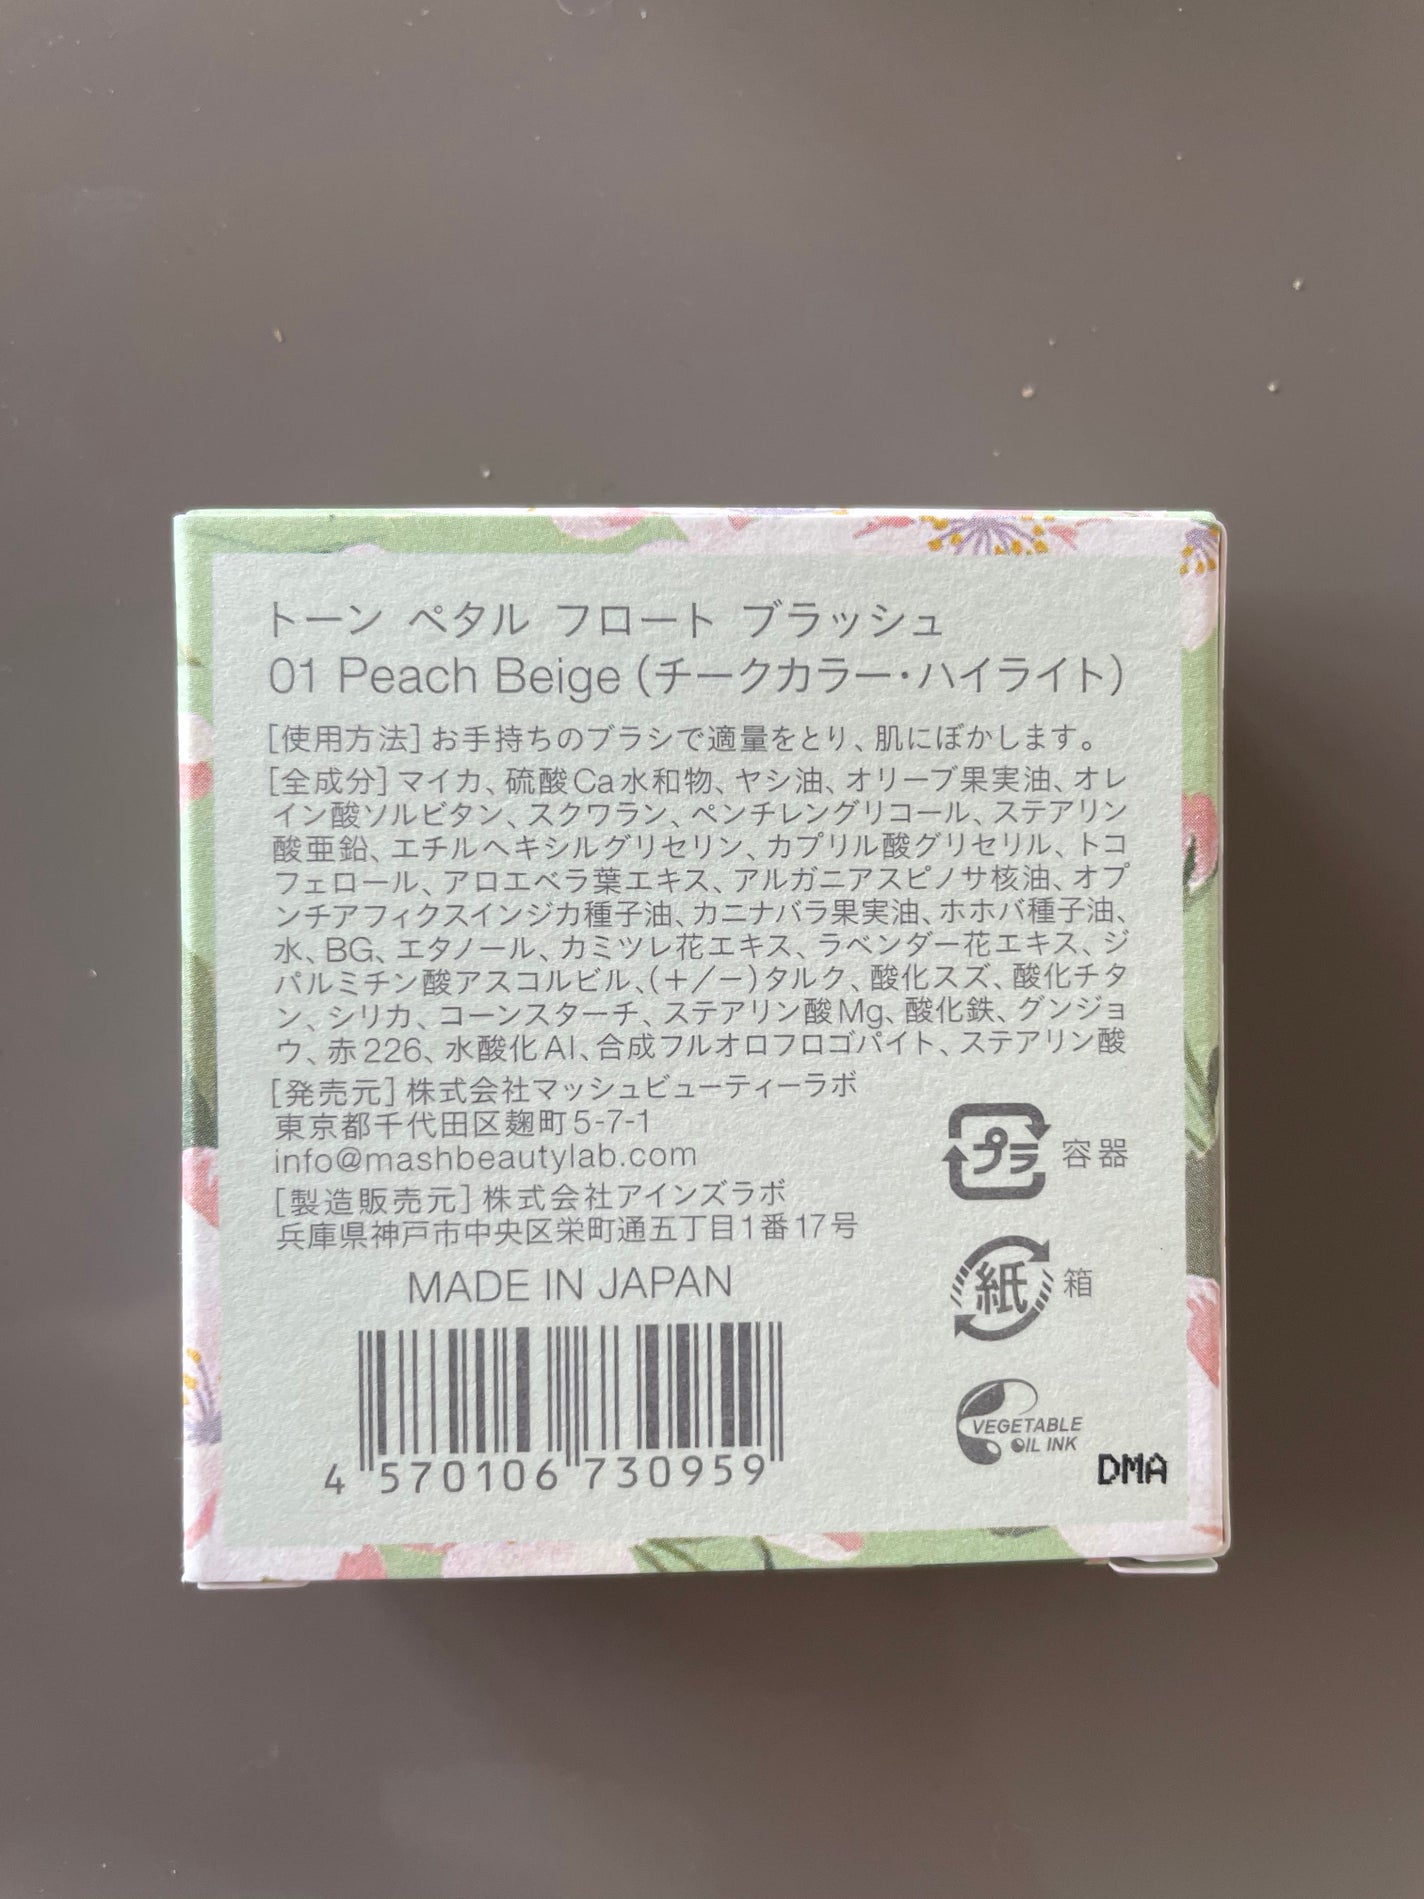 トーン ペタル フロート ブラッシュ
01 Peach Beige（チークカラー・ハイライト）
［使用方法］お手持ちのブラシで適量をとり、肌にぼかします。
［全成分］マイカ、硫酸Ca水和物、ヤシ油、オリーブ果実油、オレ
イン酸ソルビタン、スクワラン、ペンチレングリコール、ステアリン
酸亜鉛、エチルヘキシルグリセリン、カプリル酸グリセリル、トコ
フェロール、アロエベラ葉エキス、アルガニアスピノサ核油、オプ
ンチアフィクスインジカ種子油、カニナバラ果実油、ホホバ種子油、
水、BG、エタノール、カミツレ花エキス、ラベンダー花エキス、ジ
パルミチン酸アスコルビル、（＋／−）タルク、酸化スズ、酸化チタ
ン、シリカ、コーンスターチ、ステアリン酸Mg、酸化鉄、グンジョ
ウ、赤226、水酸化Al、合成フルオロフロゴパイト、ステアリン酸
［発売元］株式会社マッシュビューティーラボ
東京都千代田区麹町5-7-1
info@mashbeautylab.com
［製造販売元］株式会社アインズラボ
兵庫県神戸市中央区栄町通五丁目1番17号
MADE IN JAPAN
4 570106 730959
プラ 容器
紙 箱
VEGETABLE
OIL INK
DMA